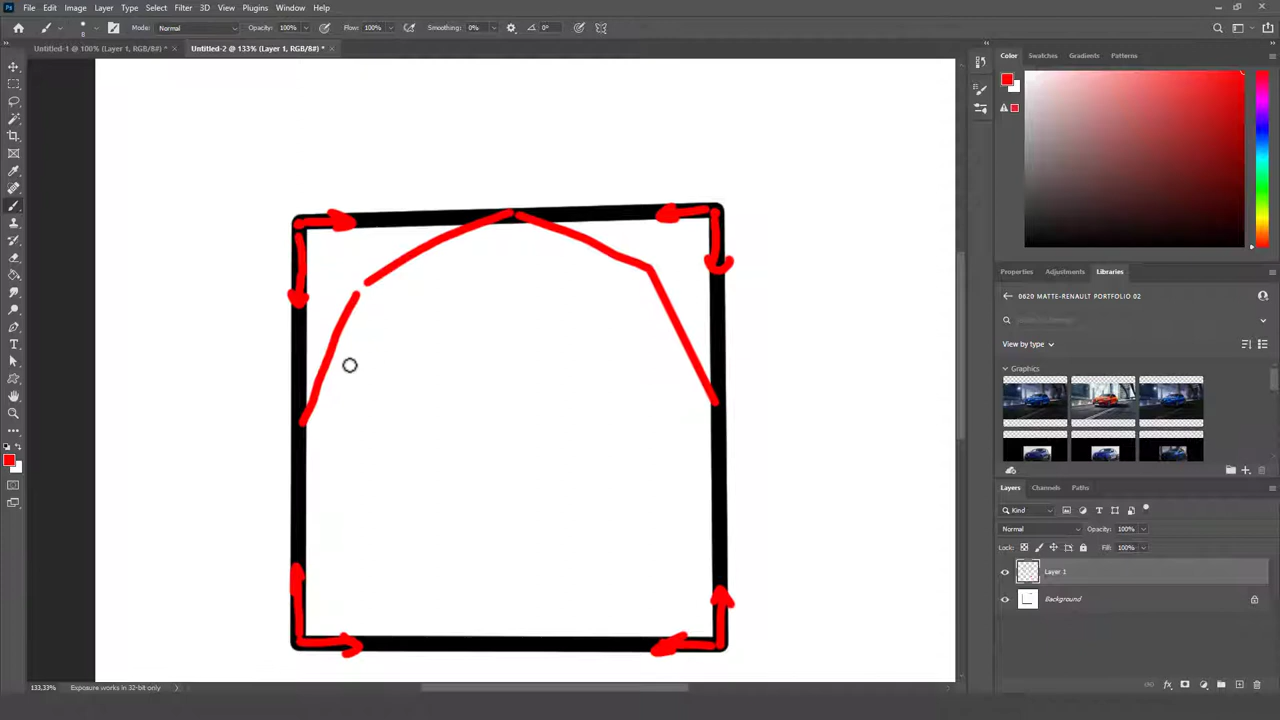 Ps File Edit Image Layer Type Select Filter 3D View Plugins Window Help
Mode: Normal Opacity: 100% Flow: 100% Smoothing: 0% 0°
Untitled-1 @ 100% (Layer 1, RGB/8#) * × Untitled-2 @ 133% (Layer 1, RGB/8#) * ×
Color Swatches Gradients Patterns
Properties Adjustments Libraries
0620 MATTE-RENAULT PORTFOLIO 02
View by type
Graphics
Layers Channels Paths
Kind
Normal Opacity: 100%
Lock: Fill: 100%
Layer 1
Background
133,33% Exposure works in 32-bit only